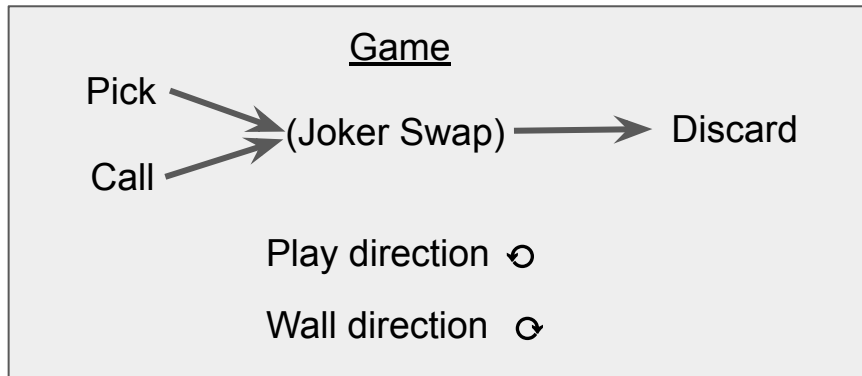 Game
Pick
(Joker Swap)
Discard
Call
Play direction
Wall direction